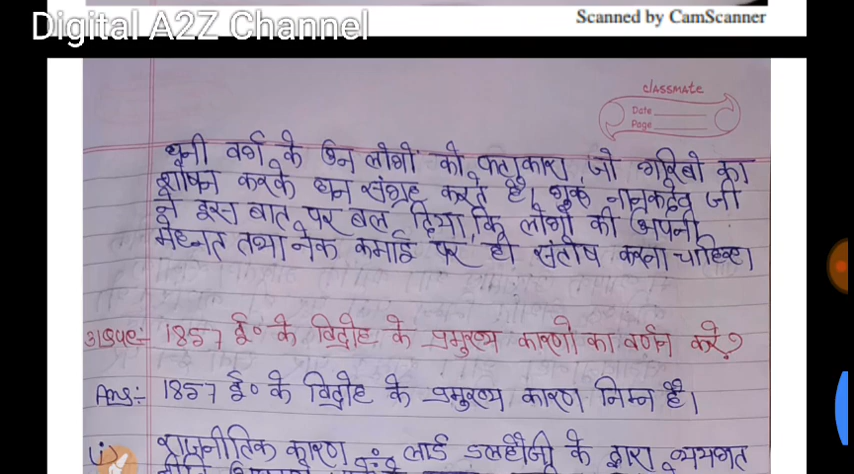 Digital A2Z Channel
Scanned by CamScanner
classmate
Date
Page
धनी वर्ग के उन लोगों को फटकारा जो गरिबो का
शोषन करके धन संग्रह करते है। गुरू नानकदेव जी
ने इस बात पर बल दिया कि लोगों को अपनी
मेहनत तथा नेक कमाई पर ही संतोष करना चाहिए।
3) Que:- 1857 ई० के विद्रोह के प्रमुख्य कारणो का वर्णन करे?
Ans:- 1857 ई० के विद्रोह के प्रमुख्य कारण निम्न है।
(i) राजनीतिक कारण लार्ड डलहौजी के द्वारा व्यपगत